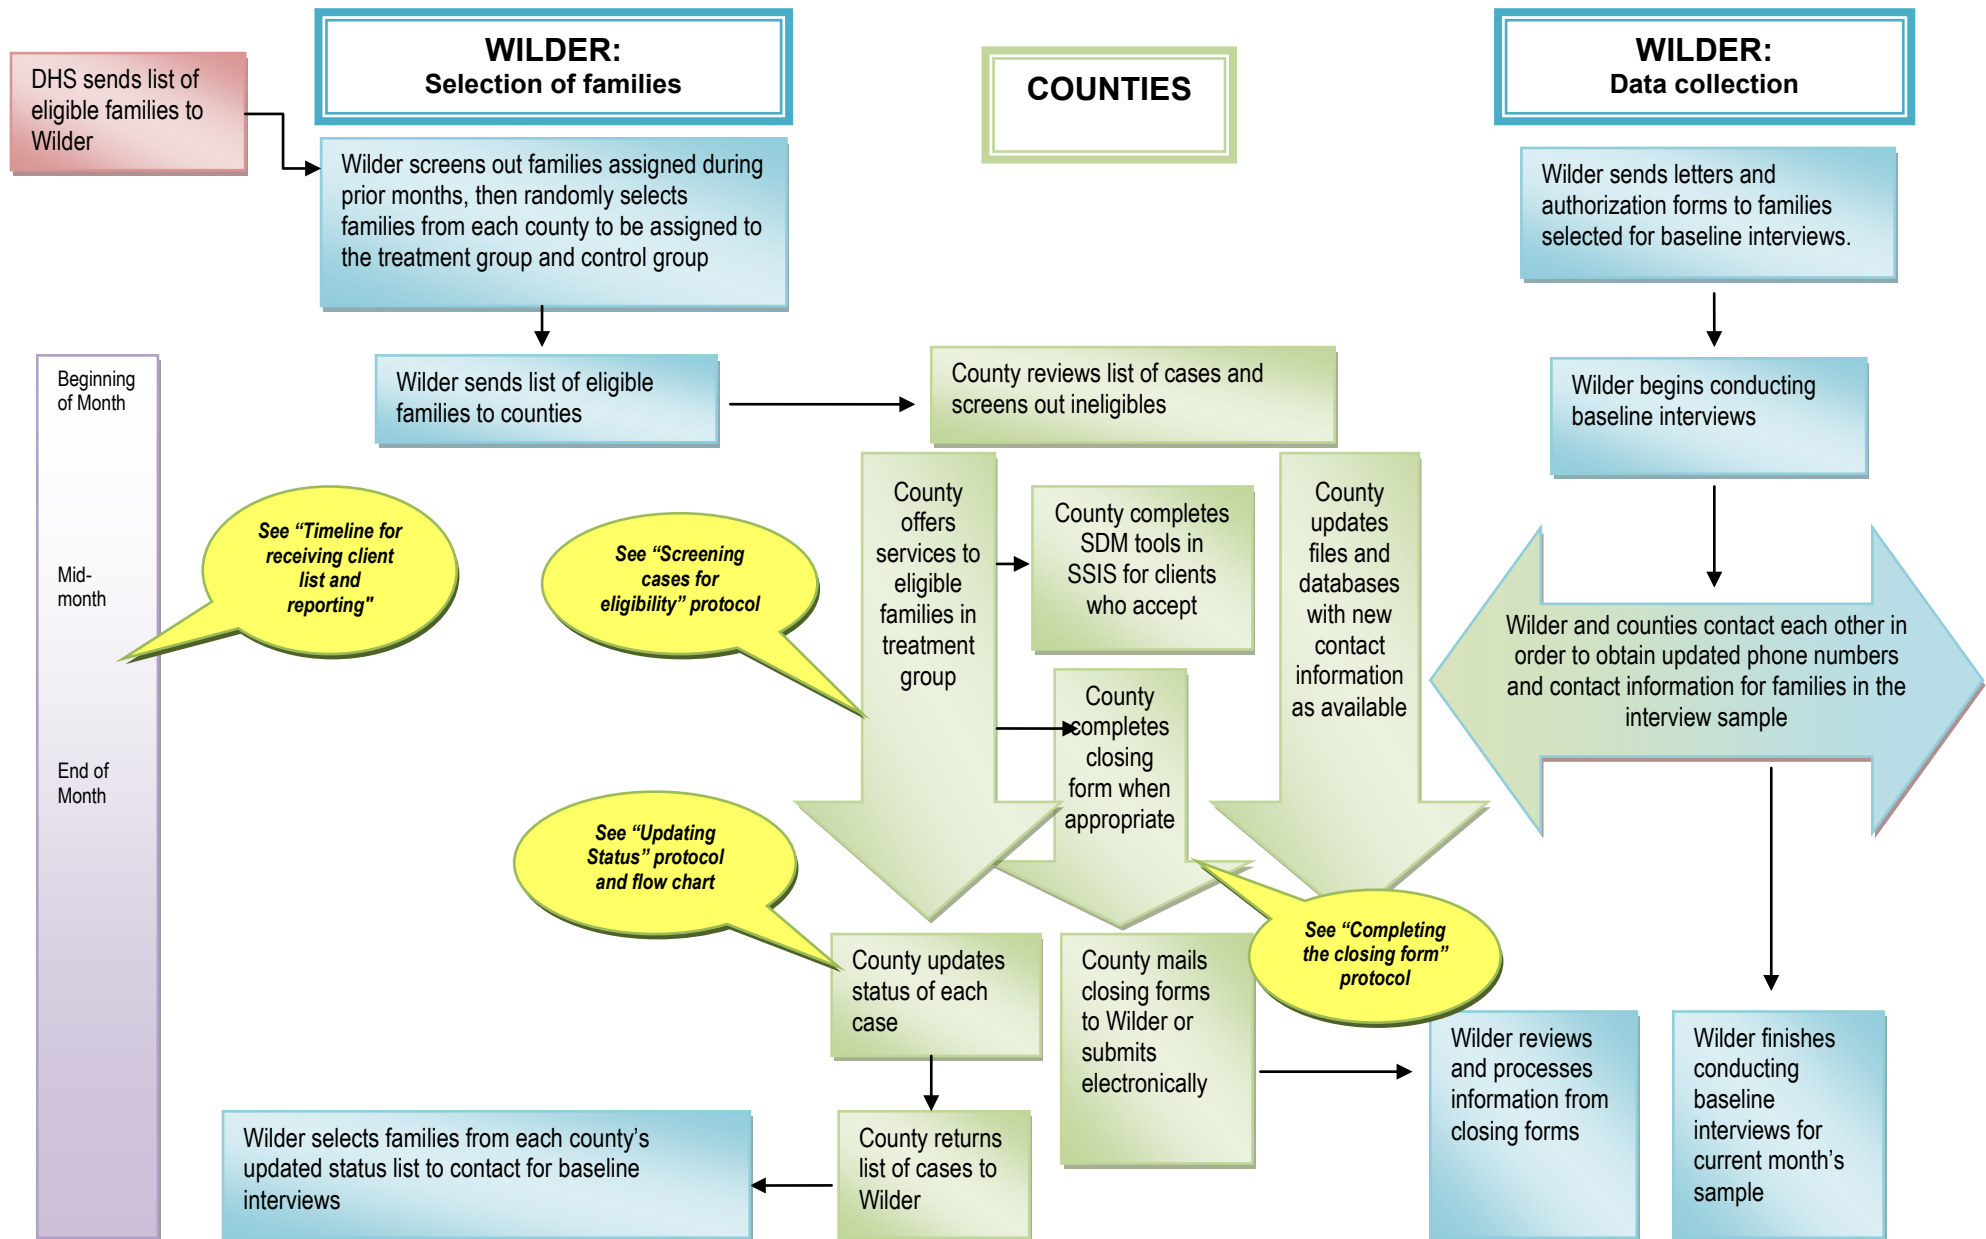 DHS sends list of
eligible families to
Wilder
WILDER:
Selection of families
COUNTIES
WILDER:
Data collection
Wilder screens out families assigned during
prior months, then randomly selects
families from each county to be assigned to
the treatment group and control group
Wilder sends letters and
authorization forms to families
selected for baseline interviews.
Beginning
of Month
Mid-
month
End of
Month
Wilder sends list of eligible
families to counties
County reviews list of cases and
screens out ineligibles
Wilder begins conducting
baseline interviews
See “Timeline for
receiving client
list and
reporting"
See “Screening
cases for
eligibility” protocol
County
offers
services to
eligible
families in
treatment
group
County completes
SDM tools in
SSIS for clients
who accept
County
updates
files and
databases
with new
contact
information
as available
Wilder and counties contact each other in
order to obtain updated phone numbers
and contact information for families in the
interview sample
County
completes
closing
form when
appropriate
See “Updating
Status” protocol
and flow chart
See “Completing
the closing form”
protocol
County updates
status of each
case
County mails
closing forms
to Wilder or
submits
electronically
Wilder reviews
and processes
information from
closing forms
Wilder finishes
conducting
baseline
interviews for
current month’s
sample
Wilder selects families from each county’s
updated status list to contact for baseline
interviews
County returns
list of cases to
Wilder